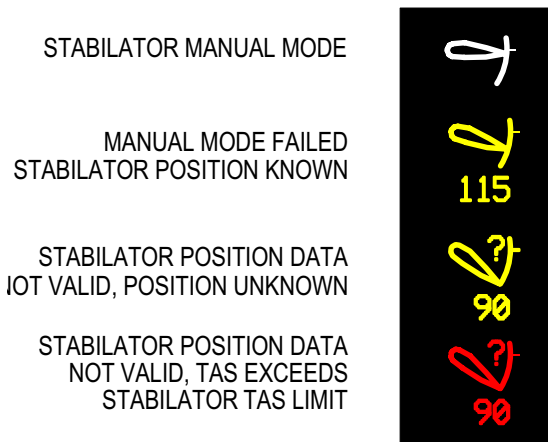 STABILATOR MANUAL MODE
MANUAL MODE FAILED
STABILATOR POSITION KNOWN
115
STABILATOR POSITION DATA
?
NOT VALID, POSITION UNKNOWN
90
STABILATOR POSITION DATA
?
NOT VALID, TAS EXCEEDS
STABILATOR TAS LIMIT
90